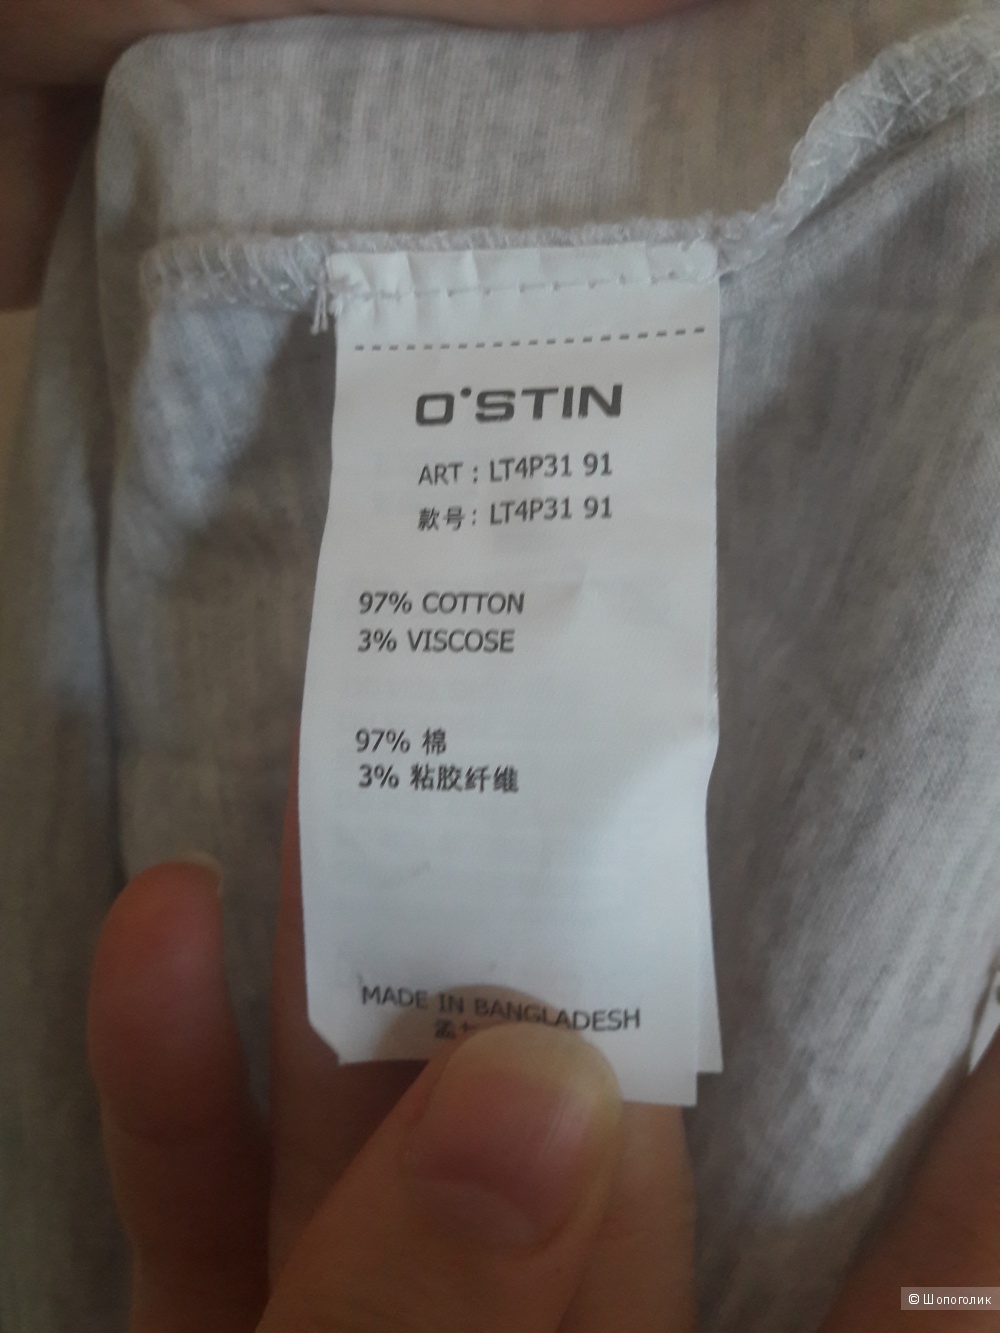 O'STIN
ART : LT4P31 91
款号: LT4P31 91
97% COTTON
3% VISCOSE
97% 棉
3% 粘胶纤维
MADE IN BANGLADESH
孟
© Шопоголик